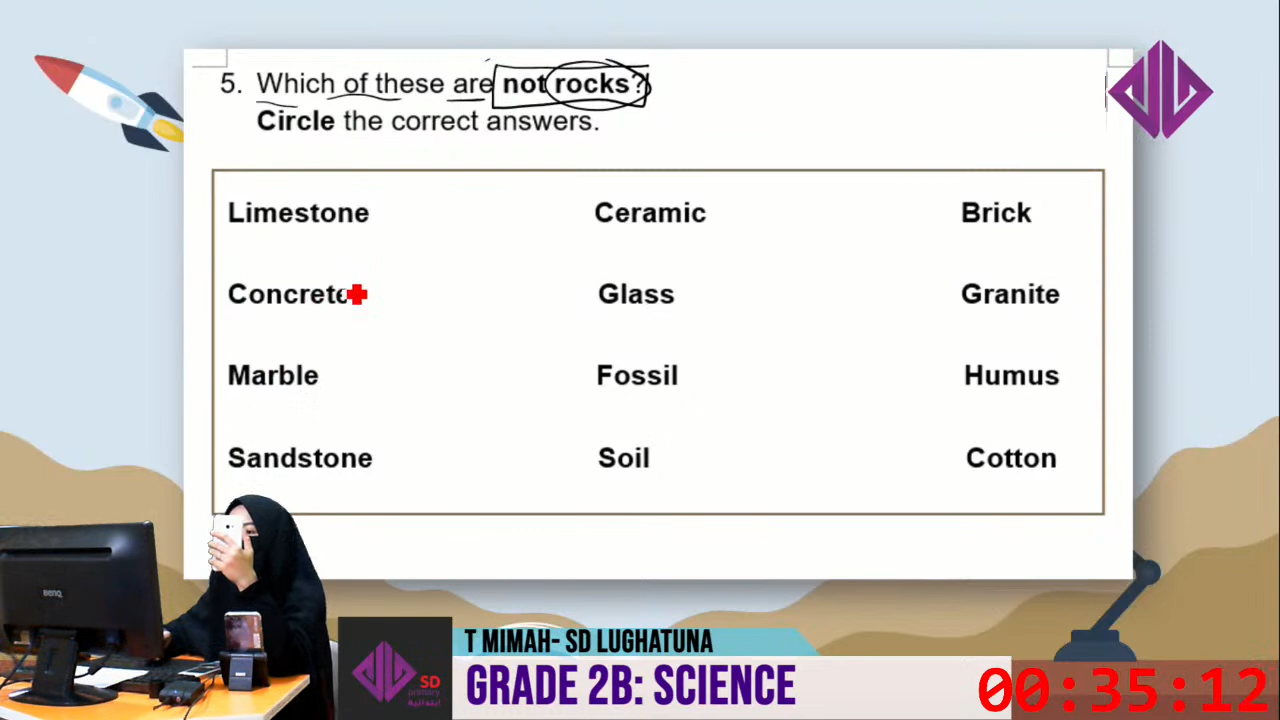 5. Which of these are not rocks?
Circle the correct answers.
Limestone Ceramic Brick
Concrete Glass Granite
Marble Fossil Humus
Sandstone Soil Cotton
BENQ
T MIMAH- SD LUGHATUNA
SD
primary
ابتدائية
GRADE 2B: SCIENCE
00:35:12